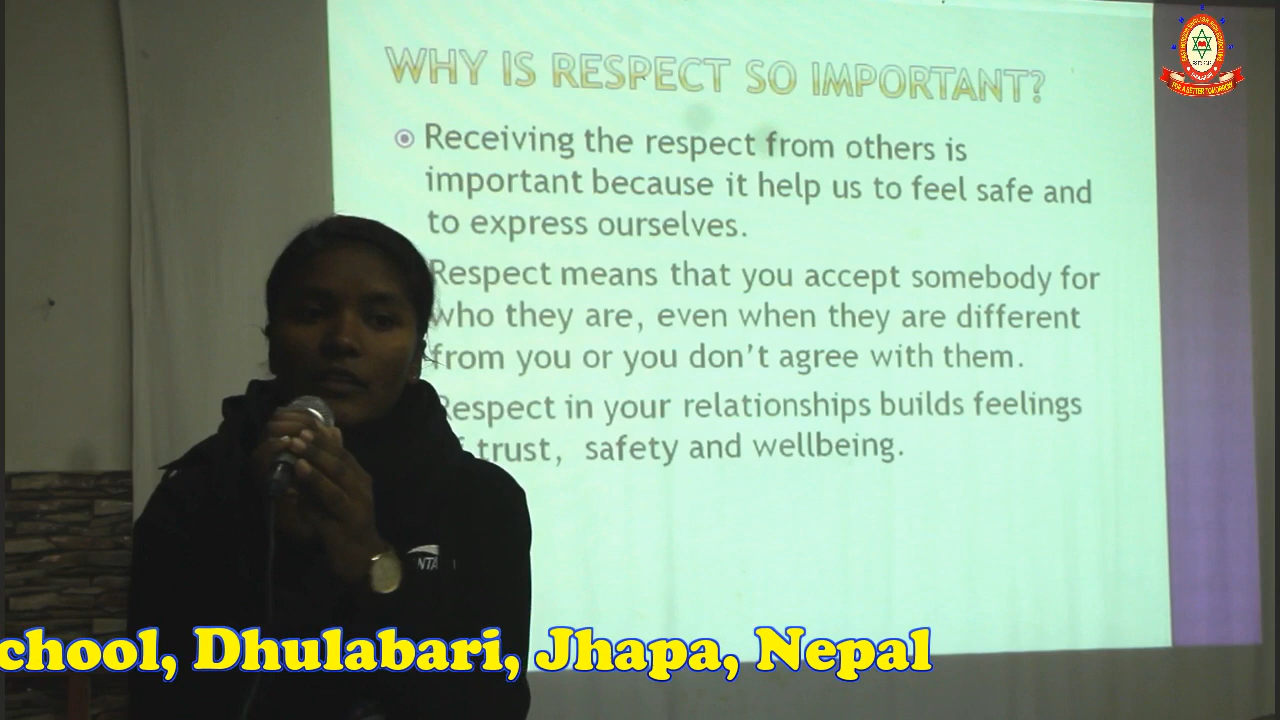 WHY IS RESPECT SO IMPORTANT?
Receiving the respect from others is
important because it help us to feel safe and
to express ourselves.
Respect means that you accept somebody for
who they are, even when they are different
from you or you don't agree with them.
Respect in your relationships builds feelings
trust, safety and wellbeing.
FOR A BETTER TOMORROW
chool, Dhulabari, Jhapa, Nepal